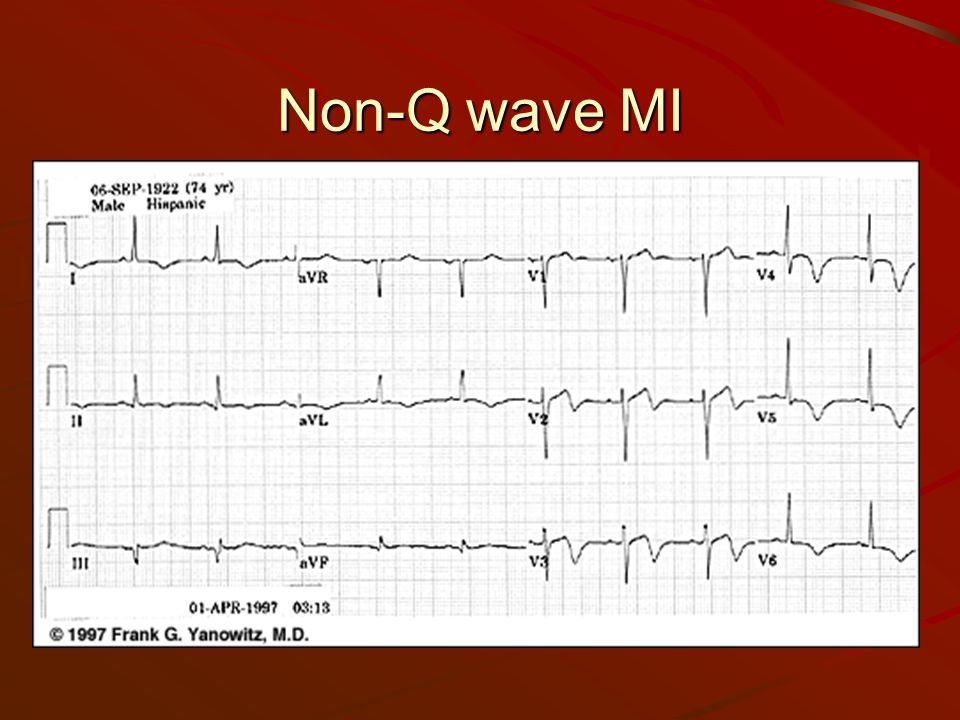 Non-Q wave MI
06-SEP-1922 (74 yr)
Male Hispanic
I aVR V1 V4
II aVL V2 V5
III aVF V3 V6
01-APR-1997 03:13
© 1997 Frank G. Yanowitz, M.D.